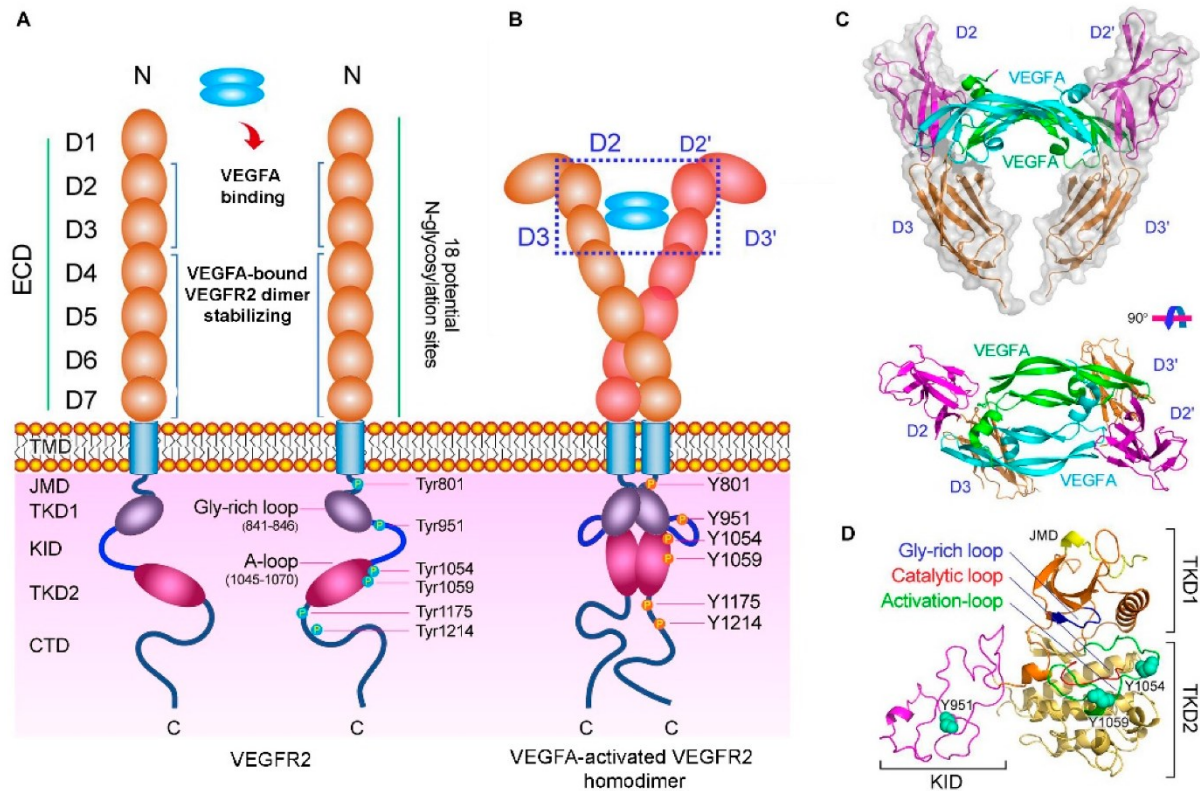 A
N
N
D1
D2
D3
D4
D5
D6
D7
ECD
VEGFA
binding
VEGFA-bound
VEGFR2 dimer
stabilizing
18 potential
N-glycosylation sites
TMD
JMD
TKD1
KID
TKD2
CTD
Gly-rich loop
(841-846)
A-loop
(1045-1070)
P
P
P
P
P
P
Tyr801
Tyr951
Tyr1054
Tyr1059
Tyr1175
Tyr1214
C
C
VEGFR2
B
D2
D2'
D3
D3'
P
P
P
P
P
P
Y801
Y951
Y1054
Y1059
Y1175
Y1214
C
C
VEGFA-activated VEGFR2
homodimer
C
D2
D2'
VEGFA
VEGFA
D3
D3'
90°
VEGFA
D3'
D2
D2'
D3
VEGFA
D
JMD
Gly-rich loop
Catalytic loop
Activation-loop
TKD1
TKD2
Y1054
Y1059
Y951
KID